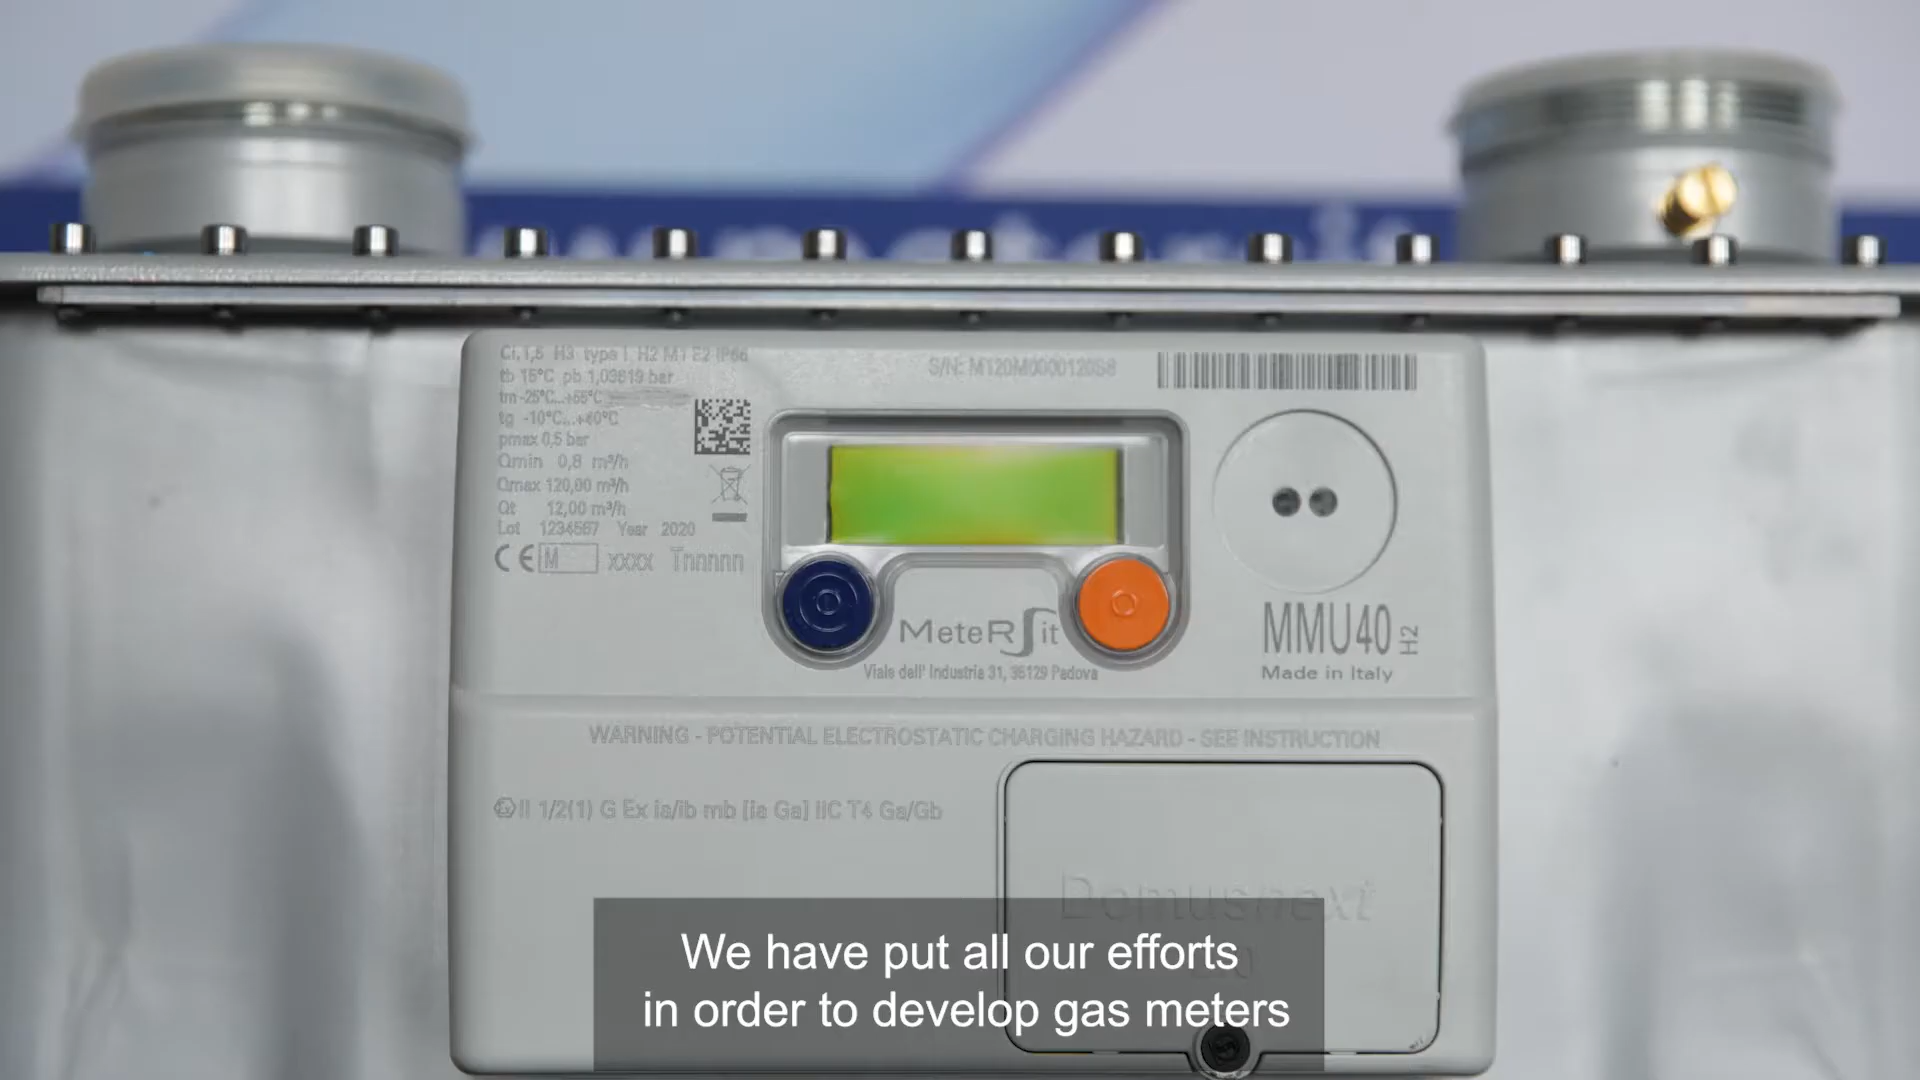 Cl.1,5 H3 type I H2 M1 E2 IP66
tb 15°C pb 1,03619 bar
tm -25°C...+55°C
tg -10°C...+40°C
pmax 0,5 bar
Qmin 0,8 m³/h
Qmax 120,00 m³/h
Qt 12,00 m³/h
Lot 1234567 Year 2020
CE M xxxx Tnnnnn
S/N: M120M000012068
MeteRSit
Viale dell' Industria 31, 35129 Padova
MMU40 H2
Made in Italy
WARNING - POTENTIAL ELECTROSTATIC CHARGING HAZARD - SEE INSTRUCTION
II 1/2(1) G Ex ia/ib mb [ia Ga] IIC T4 Ga/Gb
Domusnext
We have put all our efforts
in order to develop gas meters